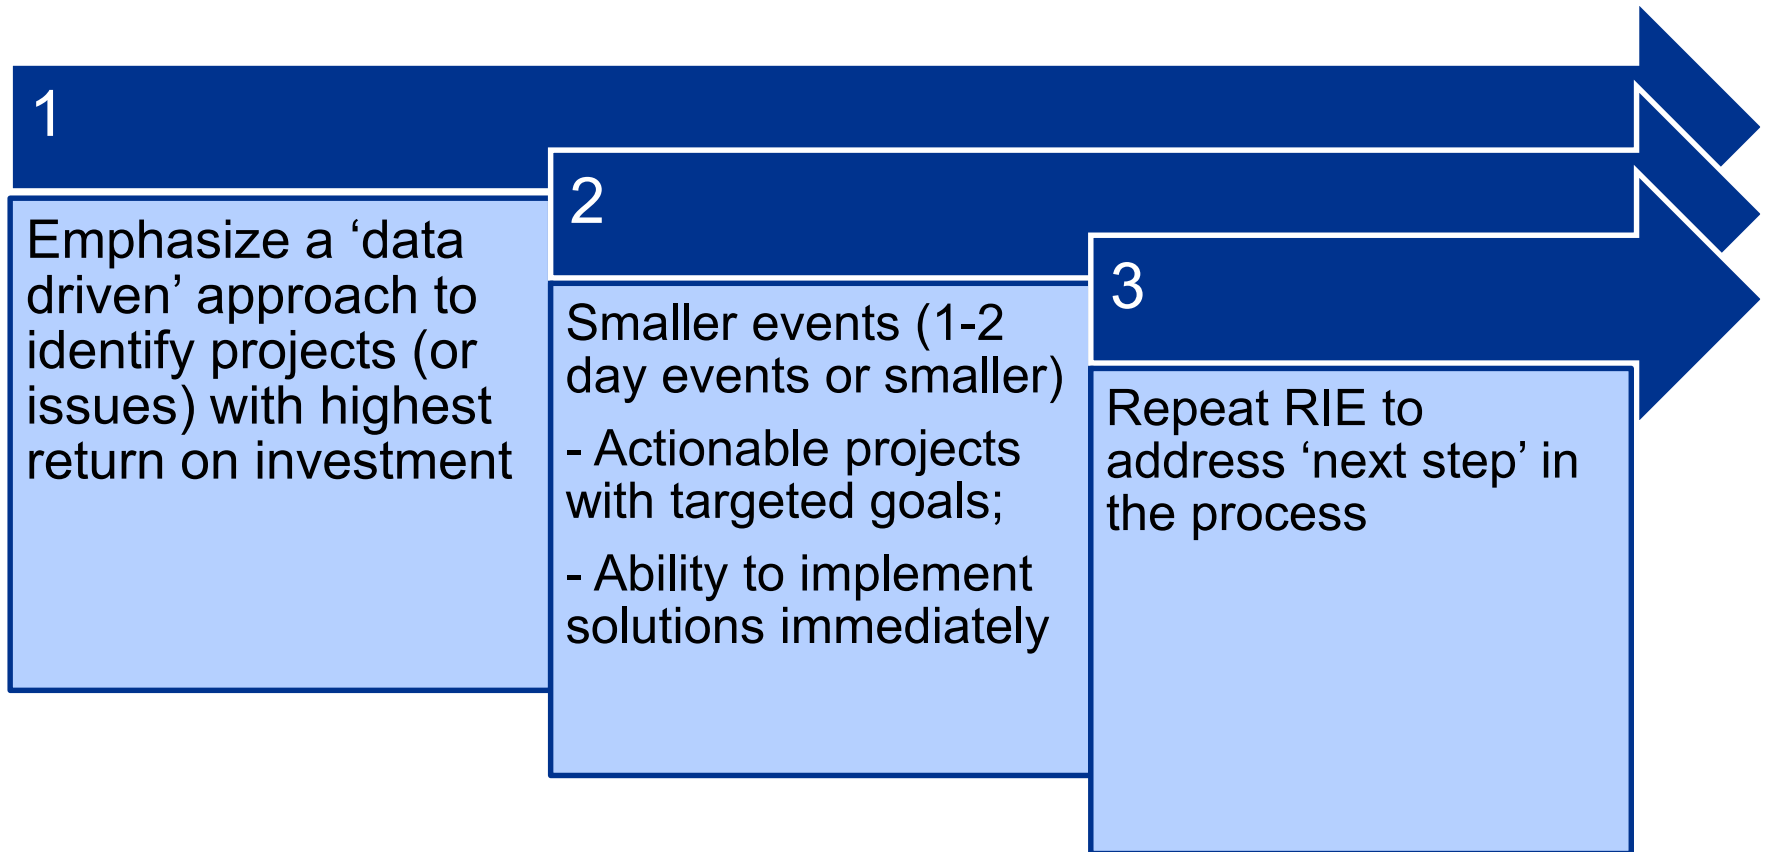 1
Emphasize a ‘data
driven’ approach to
identify projects (or
issues) with highest
return on investment
2
Smaller events (1-2
day events or smaller)
- Actionable projects
with targeted goals;
- Ability to implement
solutions immediately
3
Repeat RIE to
address ‘next step’ in
the process